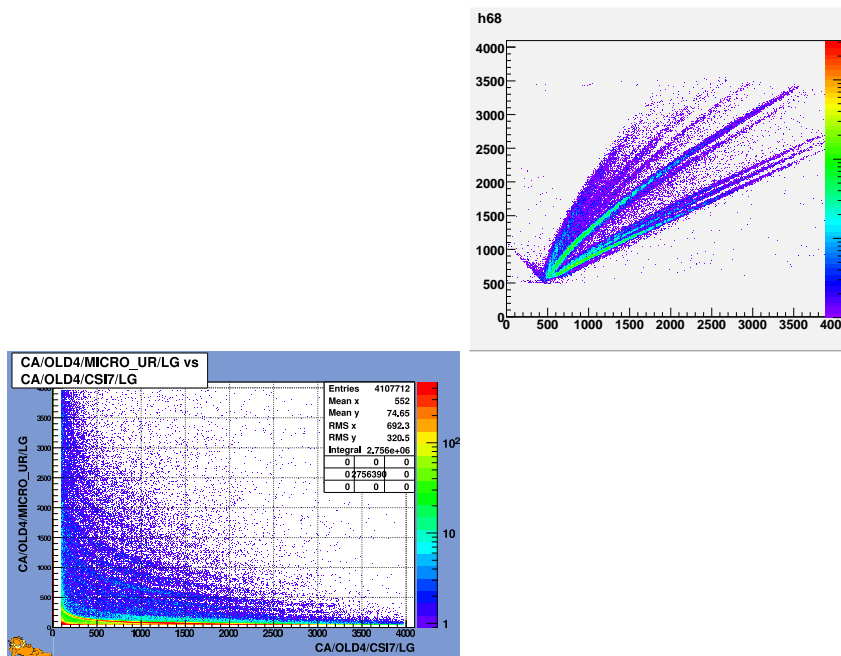 h68
4000
3500
3000
2500
2000
1500
1000
500
0
0 500 1000 1500 2000 2500 3000 3500 400
CA/OLD4/MICRO_UR/LG vs
CA/OLD4/CSI7/LG
Entries 4107712
Mean x 552
Mean y 74.65
RMS x 692.3
RMS y 320.5
Integral 2.756e+06
0 0 0
0 2756390 0
0 0 0
CA/OLD4/MICRO_UR/LG
3500
3000
2500
2000
1500
1000
500
0
0 500 1000 1500 2000 2500 3000 3500 4000
CA/OLD4/CSI7/LG
10²
10
1